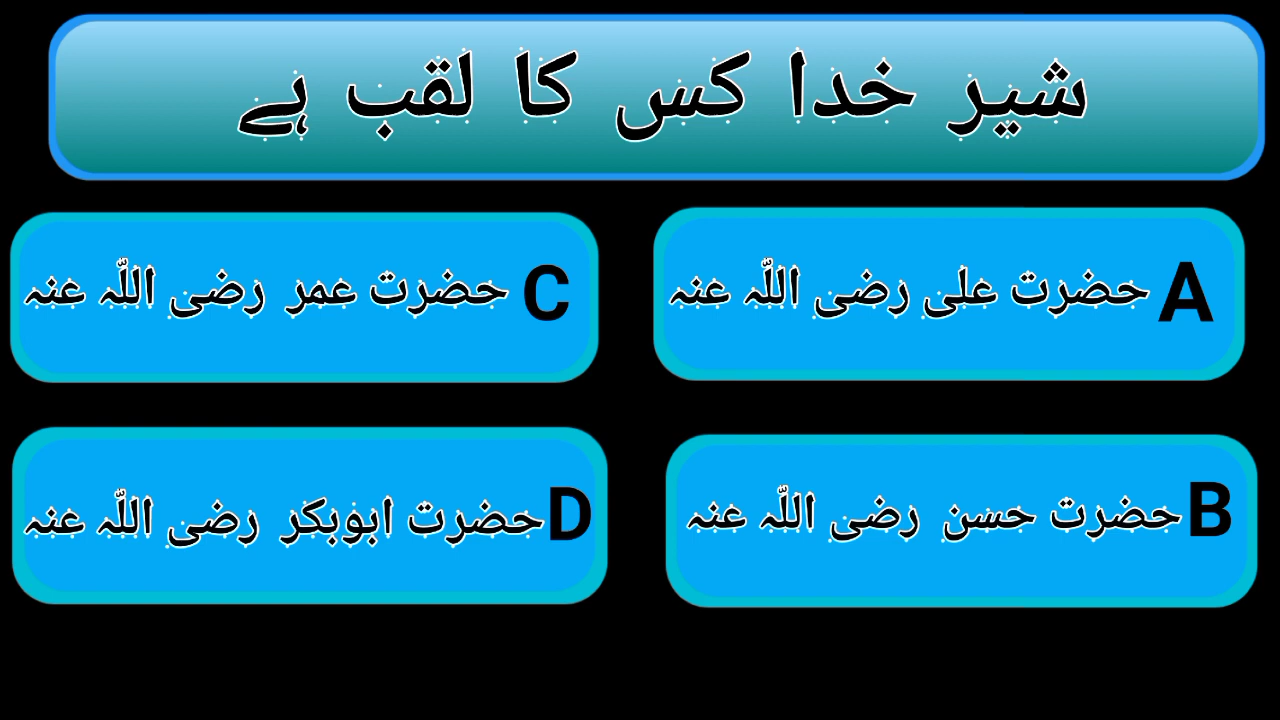 شیر خدا کس کا لقب ہے
A حضرت علی رضی اللّہ عنہ
C حضرت عمر رضی اللّہ عنہ
B حضرت حسن رضی اللّہ عنہ
D حضرت ابوبکر رضی اللّہ عنہ